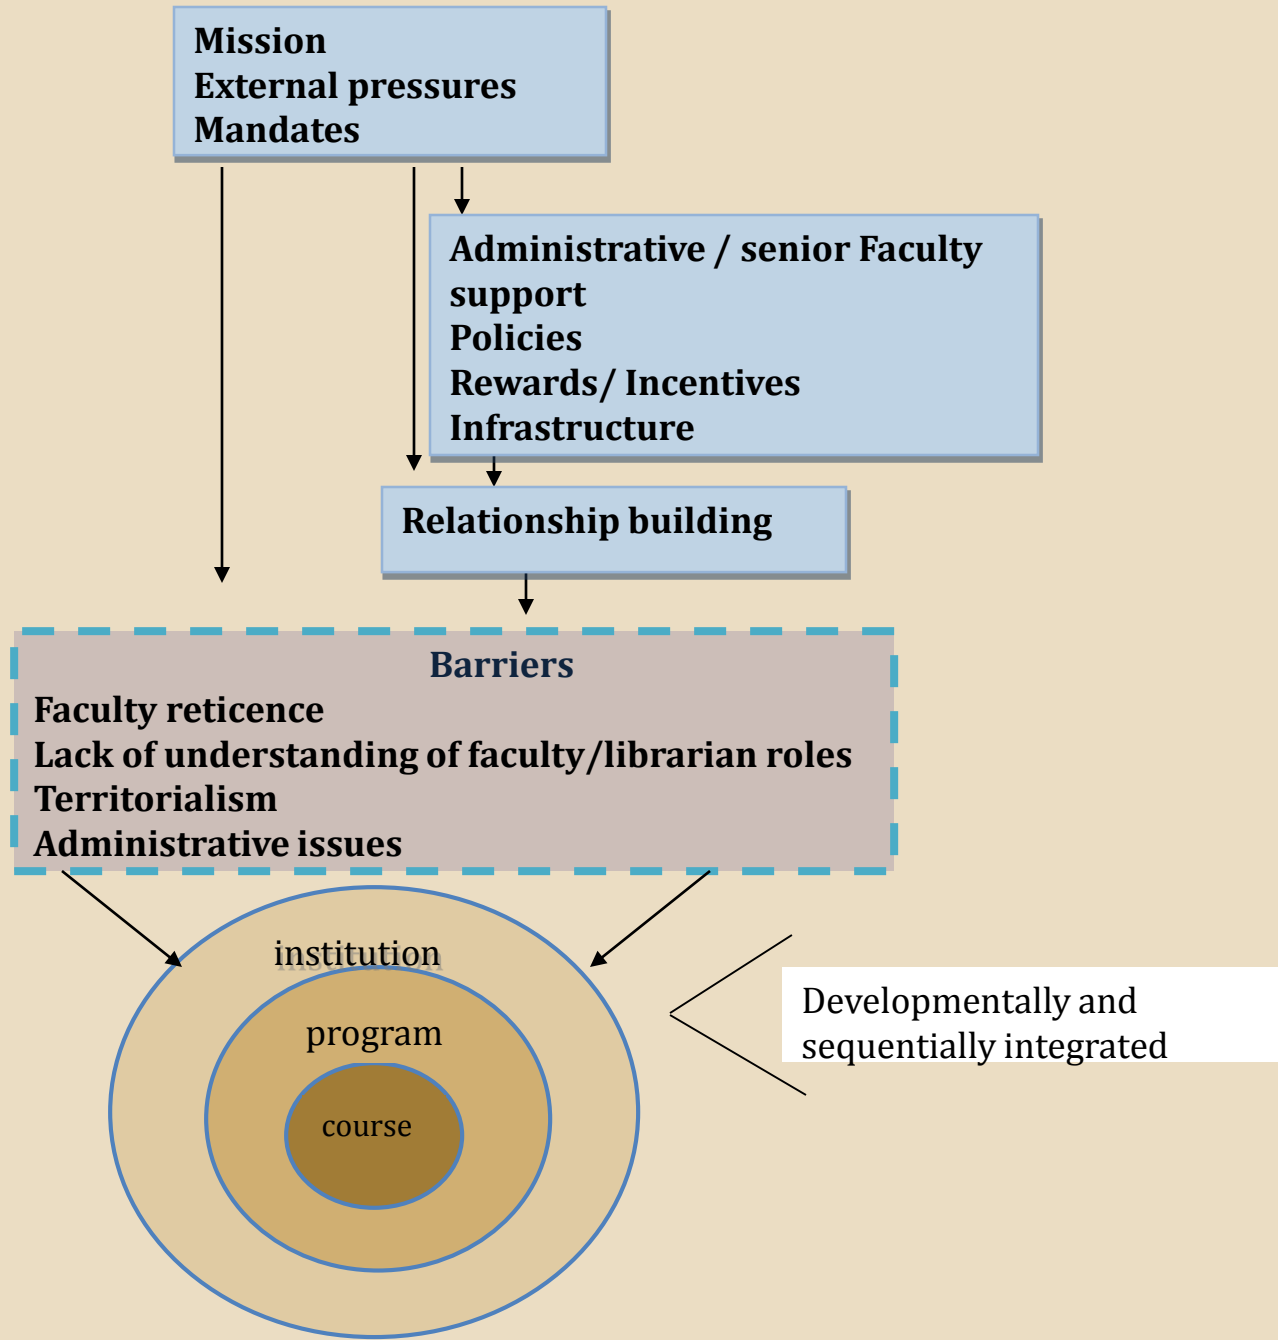 Mission
External pressures
Mandates
Administrative / senior Faculty
support
Policies
Rewards/ Incentives
Infrastructure
Relationship building
Barriers
Faculty reticence
Lack of understanding of faculty/librarian roles
Territorialism
Administrative issues
institution
program
course
Developmentally and
sequentially integrated